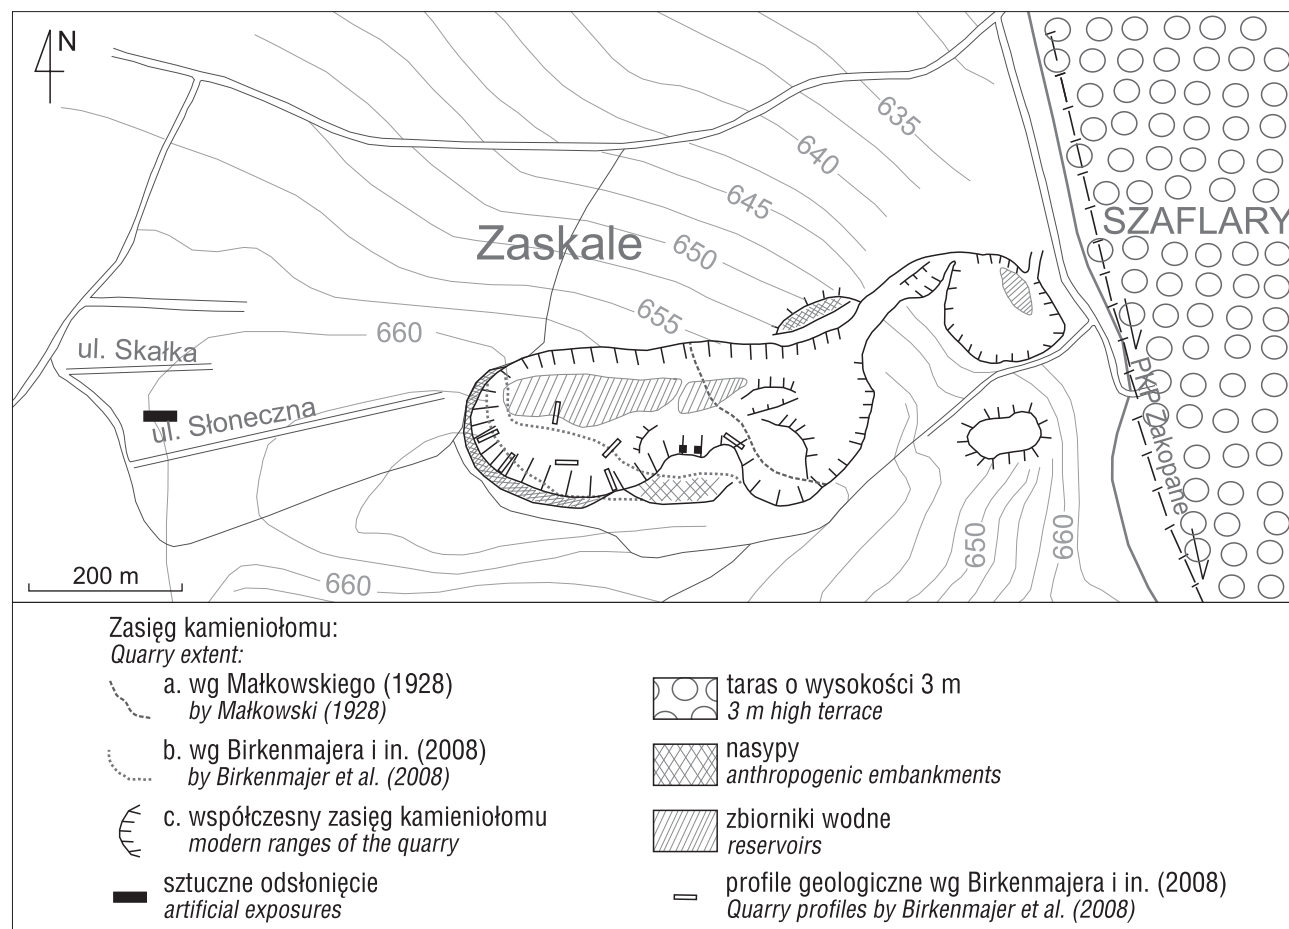 N
635
640
645
SZAFLARY
Zaskale
650
655
660
ul. Skałka
ul. Słoneczna
PKP Zakopane
650
660
200 m
660
Zasięg kamieniołomu:
Quarry extent:
a. wg Małkowskiego (1928)
by Małkowski (1928)
b. wg Birkenmajera i in. (2008)
by Birkenmajer et al. (2008)
c. współczesny zasięg kamieniołomu
modern ranges of the quarry
sztuczne odsłonięcie
artificial exposures
taras o wysokości 3 m
3 m high terrace
nasypy
anthropogenic embankments
zbiorniki wodne
reservoirs
profile geologiczne wg Birkenmajera i in. (2008)
Quarry profiles by Birkenmajer et al. (2008)